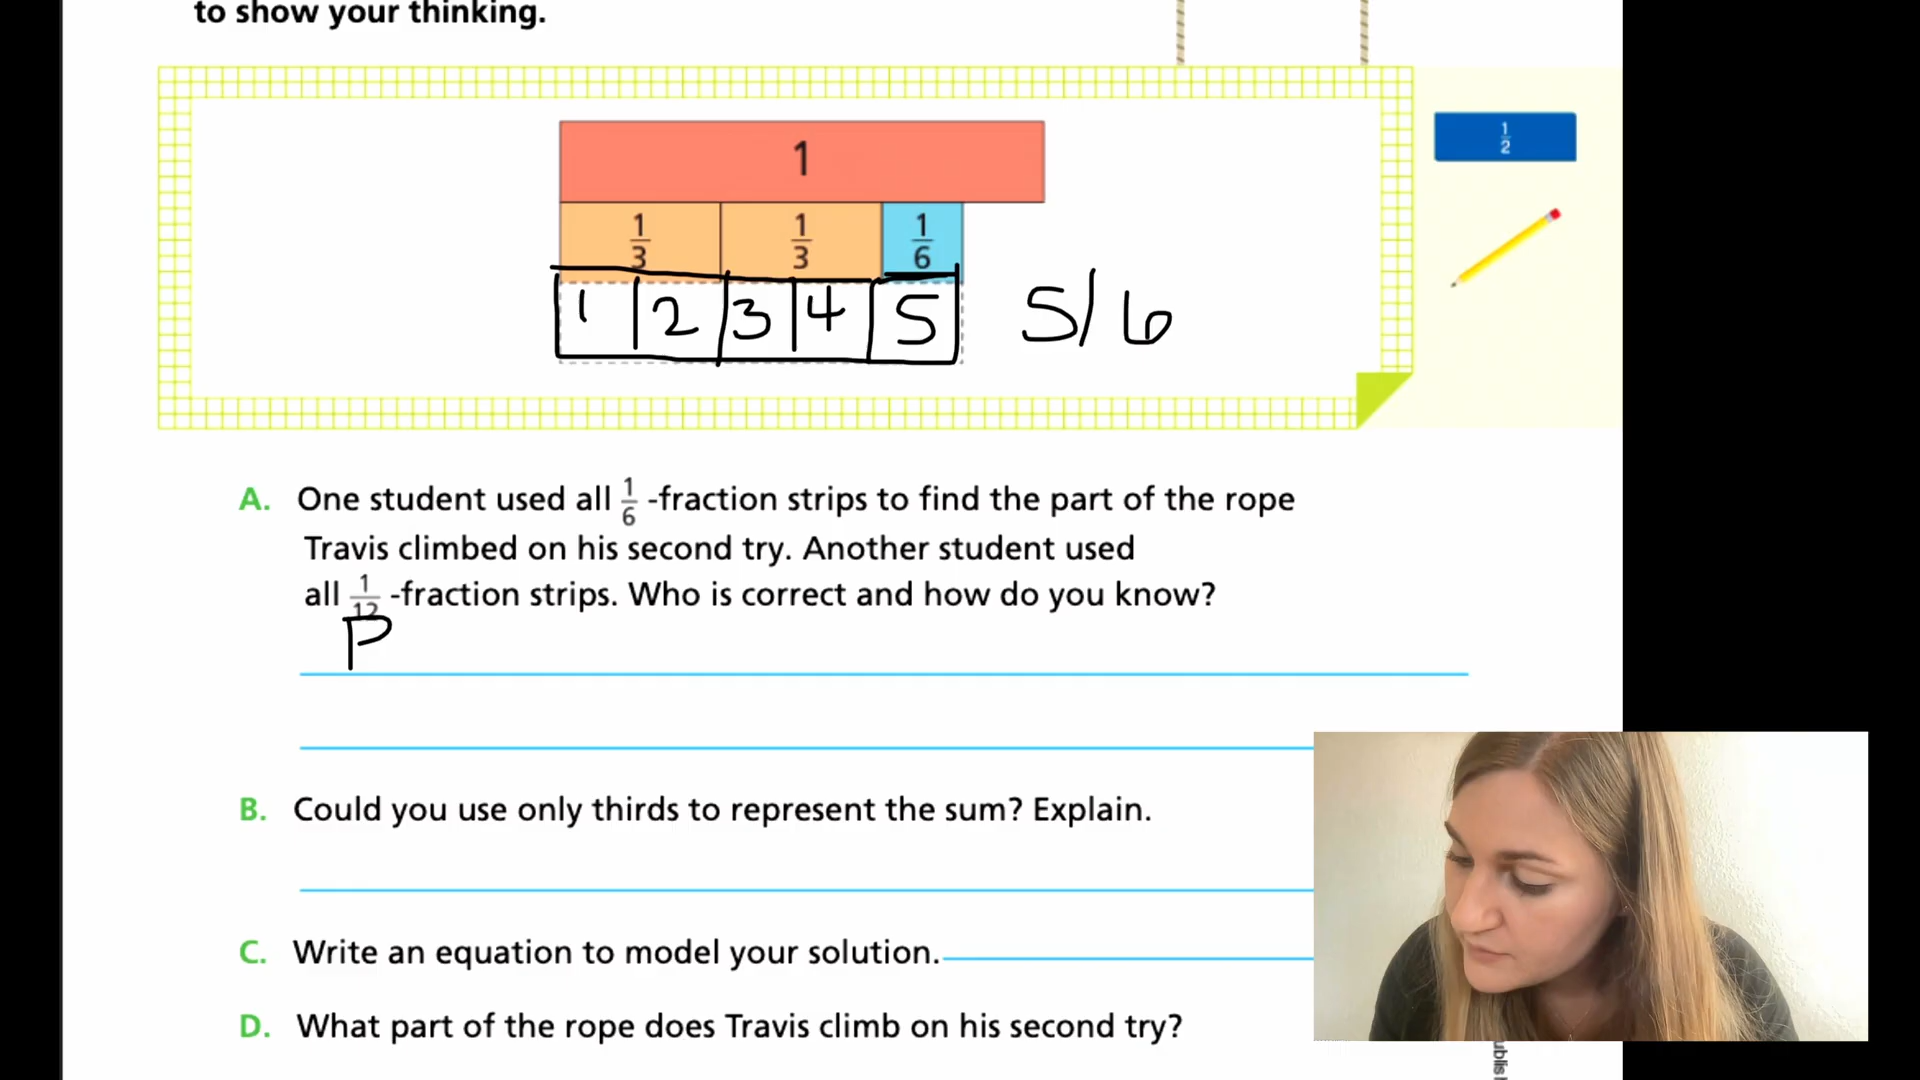 to show your thinking.
1
1/3 1/3 1/6
1 2 3 4 5 5/6
1/2
A. One student used all 1/6 -fraction strips to find the part of the rope
Travis climbed on his second try. Another student used
all 1/12 -fraction strips. Who is correct and how do you know?
P
B. Could you use only thirds to represent the sum? Explain.
C. Write an equation to model your solution.
D. What part of the rope does Travis climb on his second try?